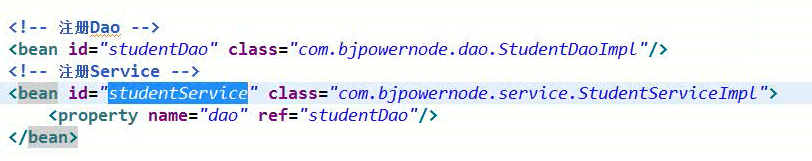 <!-- 注册Dao -->
<bean id="studentDao" class="com.bjpowernode.dao.StudentDaoImpl"/>
<!-- 注册Service -->
<bean id="studentService" class="com.bjpowernode.service.StudentServiceImpl">
<property name="dao" ref="studentDao"/>
</bean>